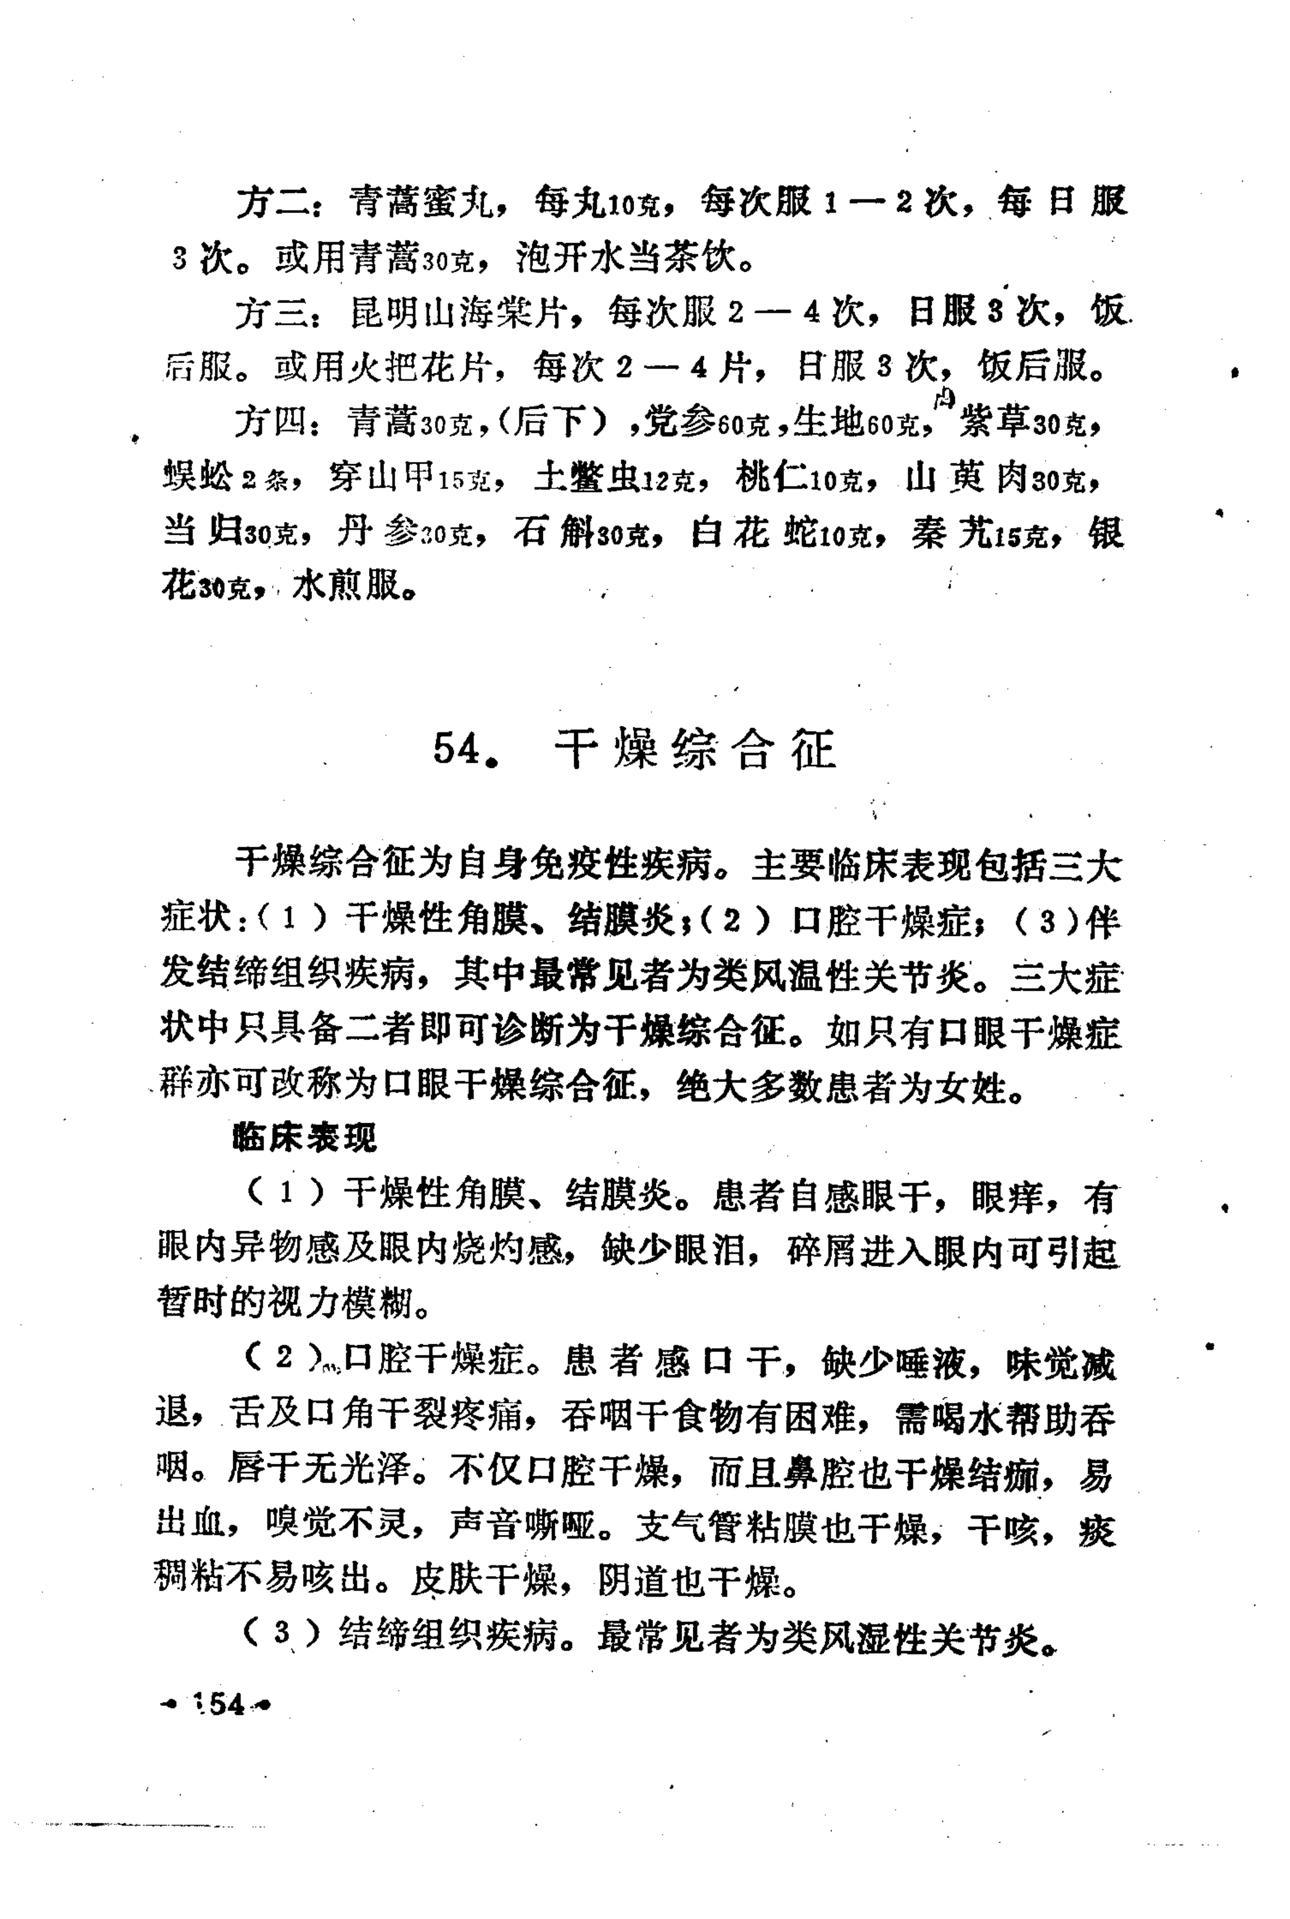 方二：青蒿蜜丸，每丸10克，每次服1—2次，每日服
3次。或用青蒿30克，泡开水当茶饮。
方三：昆明山海棠片，每次服2—4次，日服3次，饭
后服。或用火把花片，每次2—4片，日服3次，饭后服。
方四：青蒿30克，（后下），党参60克，生地60克，紫草30克，
蜈蚣2条，穿山甲15克，土鳖虫12克，桃仁10克，山萸肉30克，
当归30克，丹参30克，石斛30克，白花蛇10克，秦艽15克，银
花30克，水煎服。
54．干燥综合征
干燥综合征为自身免疫性疾病。主要临床表现包括三大
症状：（1）干燥性角膜、结膜炎；（2）口腔干燥症；（3）伴
发结缔组织疾病，其中最常见者为类风温性关节炎。三大症
状中只具备二者即可诊断为干燥综合征。如只有口眼干燥症
群亦可改称为口眼干燥综合征，绝大多数患者为女姓。
临床表现
（1）干燥性角膜、结膜炎。患者自感眼干，眼痒，有
眼内异物感及眼内烧灼感，缺少眼泪，碎屑进入眼内可引起
暂时的视力模糊。
（2）口腔干燥症。患者感口干，缺少唾液，味觉减
退，舌及口角干裂疼痛，吞咽干食物有困难，需喝水帮助吞
咽。唇干无光泽。不仅口腔干燥，而且鼻腔也干燥结痂，易
出血，嗅觉不灵，声音嘶哑。支气管粘膜也干燥，干咳，痰
稠粘不易咳出。皮肤干燥，阴道也干燥。
（3）结缔组织疾病。最常见者为类风湿性关节炎。
·154·